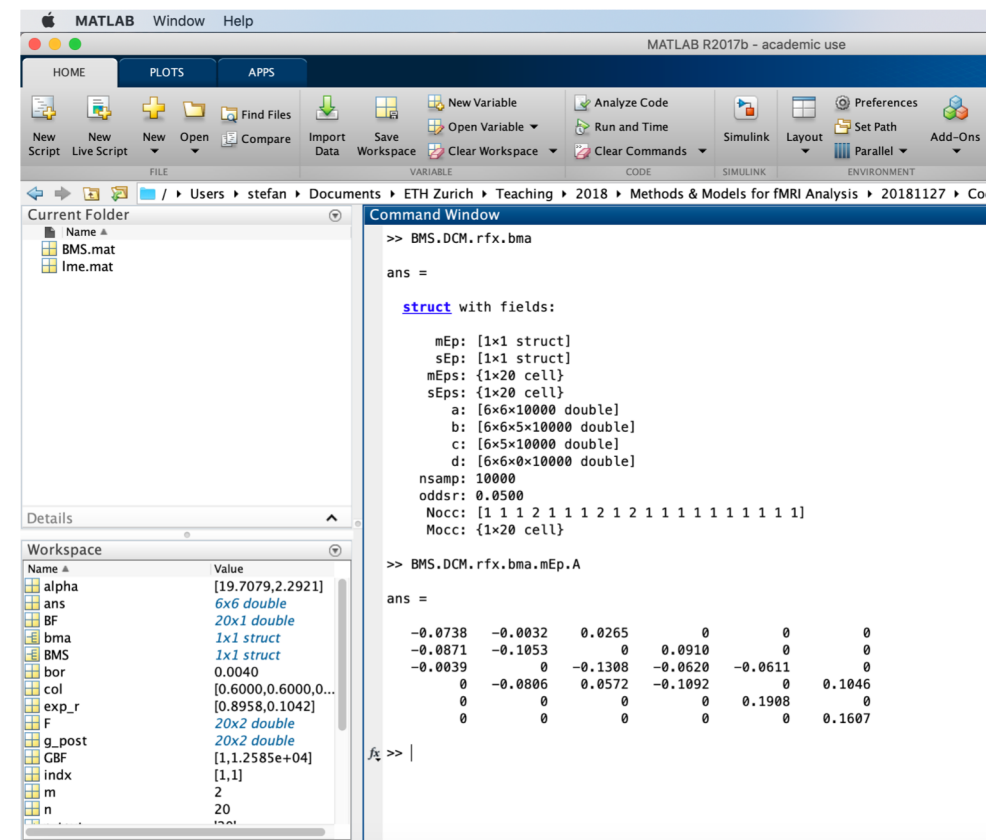 MATLAB Window Help
MATLAB R2017b - academic use
HOME PLOTS APPS
New Script
New Live Script
New
Open
Find Files
Compare
Import Data
Save Workspace
New Variable
Open Variable
Clear Workspace
Analyze Code
Run and Time
Clear Commands
Simulink
Layout
Preferences
Set Path
Parallel
Add-Ons
FILE VARIABLE CODE SIMULINK ENVIRONMENT
/ Users stefan Documents ETH Zurich Teaching 2018 Methods & Models for fMRI Analysis 20181127 Co
Current Folder
Name
BMS.mat
lme.mat
Details
Workspace
Name Value
alpha [19.7079,2.2921]
ans 6x6 double
BF 20x1 double
bma 1x1 struct
BMS 1x1 struct
bor 0.0040
col [0.6000,0.6000,0...
exp_r [0.8958,0.1042]
F 20x2 double
g_post 20x2 double
GBF [1,1.2585e+04]
indx [1,1]
m 2
n 20
Command Window
>> BMS.DCM.rfx.bma
ans =
struct with fields:
mEp: [1×1 struct]
sEp: [1×1 struct]
mEps: {1×20 cell}
sEps: {1×20 cell}
a: [6×6×10000 double]
b: [6×6×5×10000 double]
c: [6×5×10000 double]
d: [6×6×0×10000 double]
nsamp: 10000
oddsr: 0.0500
Nocc: [1 1 1 2 1 1 1 2 1 2 1 1 1 1 1 1 1 1 1 1]
Mocc: {1×20 cell}
>> BMS.DCM.rfx.bma.mEp.A
ans =
-0.0738 -0.0032 0.0265 0 0 0
-0.0871 -0.1053 0 0.0910 0 0
-0.0039 0 -0.1308 -0.0620 -0.0611 0
0 -0.0806 0.0572 -0.1092 0 0.1046
0 0 0 0 0.1908 0
0 0 0 0 0 0.1607
fx >>